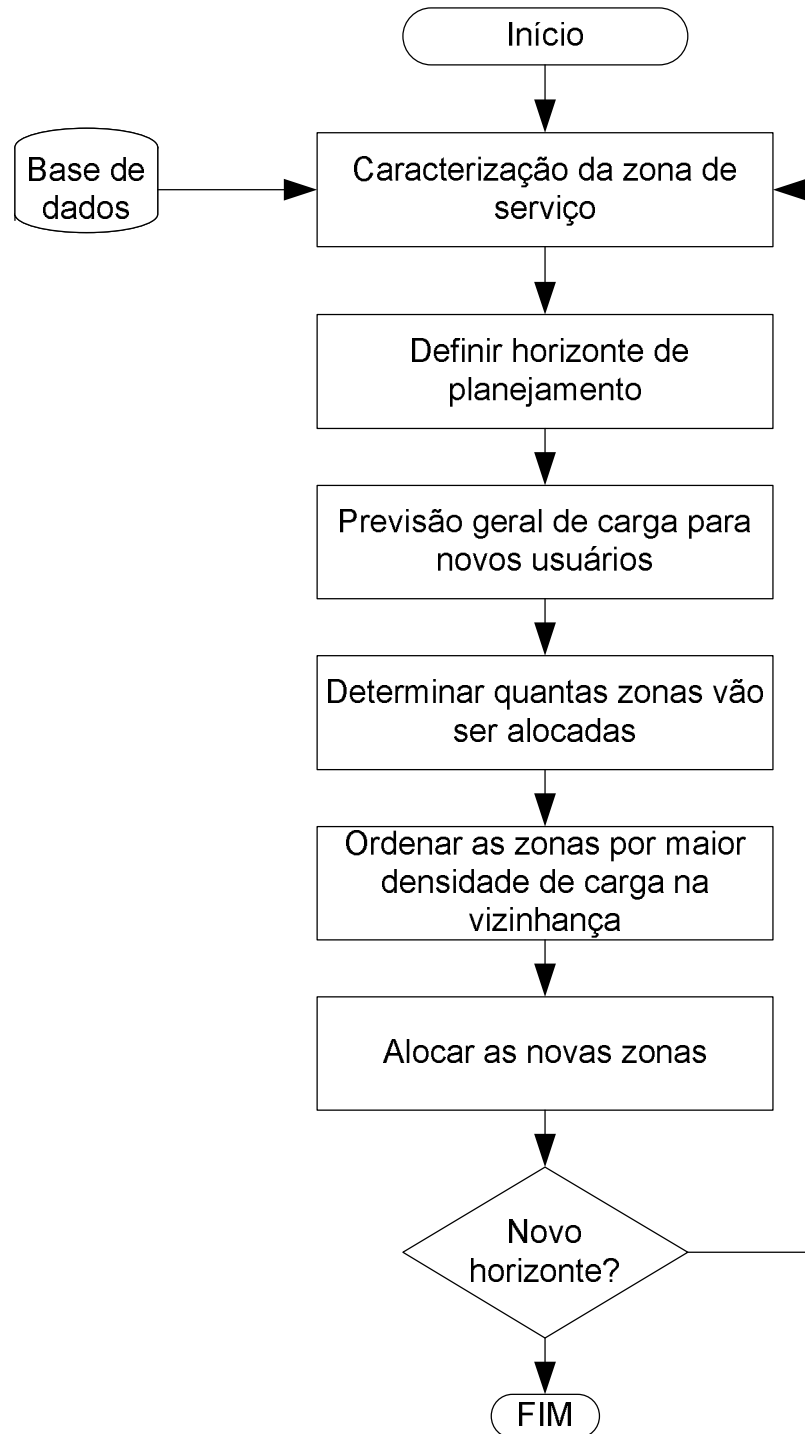 Início
Base de
dados
Caracterização da zona de
serviço
Definir horizonte de
planejamento
Previsão geral de carga para
novos usuários
Determinar quantas zonas vão
ser alocadas
Ordenar as zonas por maior
densidade de carga na
vizinhança
Alocar as novas zonas
Novo
horizonte?
FIM